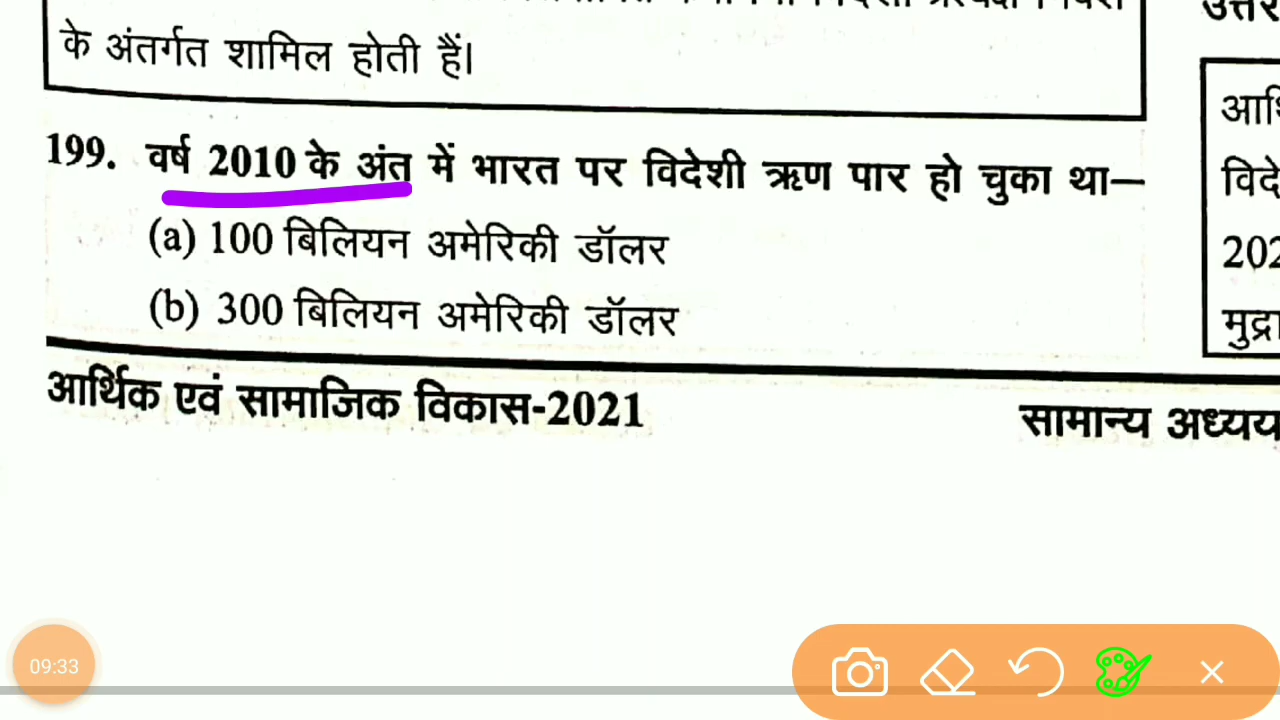 के अंतर्गत शामिल होती हैं।
199. वर्ष 2010 के अंत में भारत पर विदेशी ऋण पार हो चुका था—
(a) 100 बिलियन अमेरिकी डॉलर
(b) 300 बिलियन अमेरिकी डॉलर
आर्थिक एवं सामाजिक विकास-2021
सामान्य
202
09:33